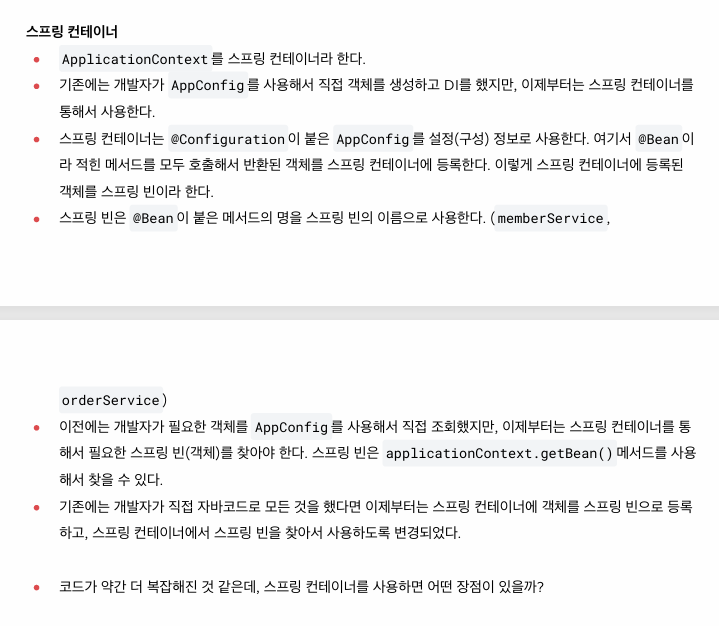 스프링 컨테이너
ApplicationContext 를 스프링 컨테이너라 한다.
기존에는 개발자가 AppConfig 를 사용해서 직접 객체를 생성하고 DI를 했지만, 이제부터는 스프링 컨테이너를
통해서 사용한다.
스프링 컨테이너는 @Configuration 이 붙은 AppConfig 를 설정(구성) 정보로 사용한다. 여기서 @Bean 이
라 적힌 메서드를 모두 호출해서 반환된 객체를 스프링 컨테이너에 등록한다. 이렇게 스프링 컨테이너에 등록된
객체를 스프링 빈이라 한다.
스프링 빈은 @Bean 이 붙은 메서드의 명을 스프링 빈의 이름으로 사용한다. ( memberService ,
orderService )
이전에는 개발자가 필요한 객체를 AppConfig 를 사용해서 직접 조회했지만, 이제부터는 스프링 컨테이너를 통
해서 필요한 스프링 빈(객체)를 찾아야 한다. 스프링 빈은 applicationContext.getBean() 메서드를 사용
해서 찾을 수 있다.
기존에는 개발자가 직접 자바코드로 모든 것을 했다면 이제부터는 스프링 컨테이너에 객체를 스프링 빈으로 등록
하고, 스프링 컨테이너에서 스프링 빈을 찾아서 사용하도록 변경되었다.
코드가 약간 더 복잡해진 것 같은데, 스프링 컨테이너를 사용하면 어떤 장점이 있을까?